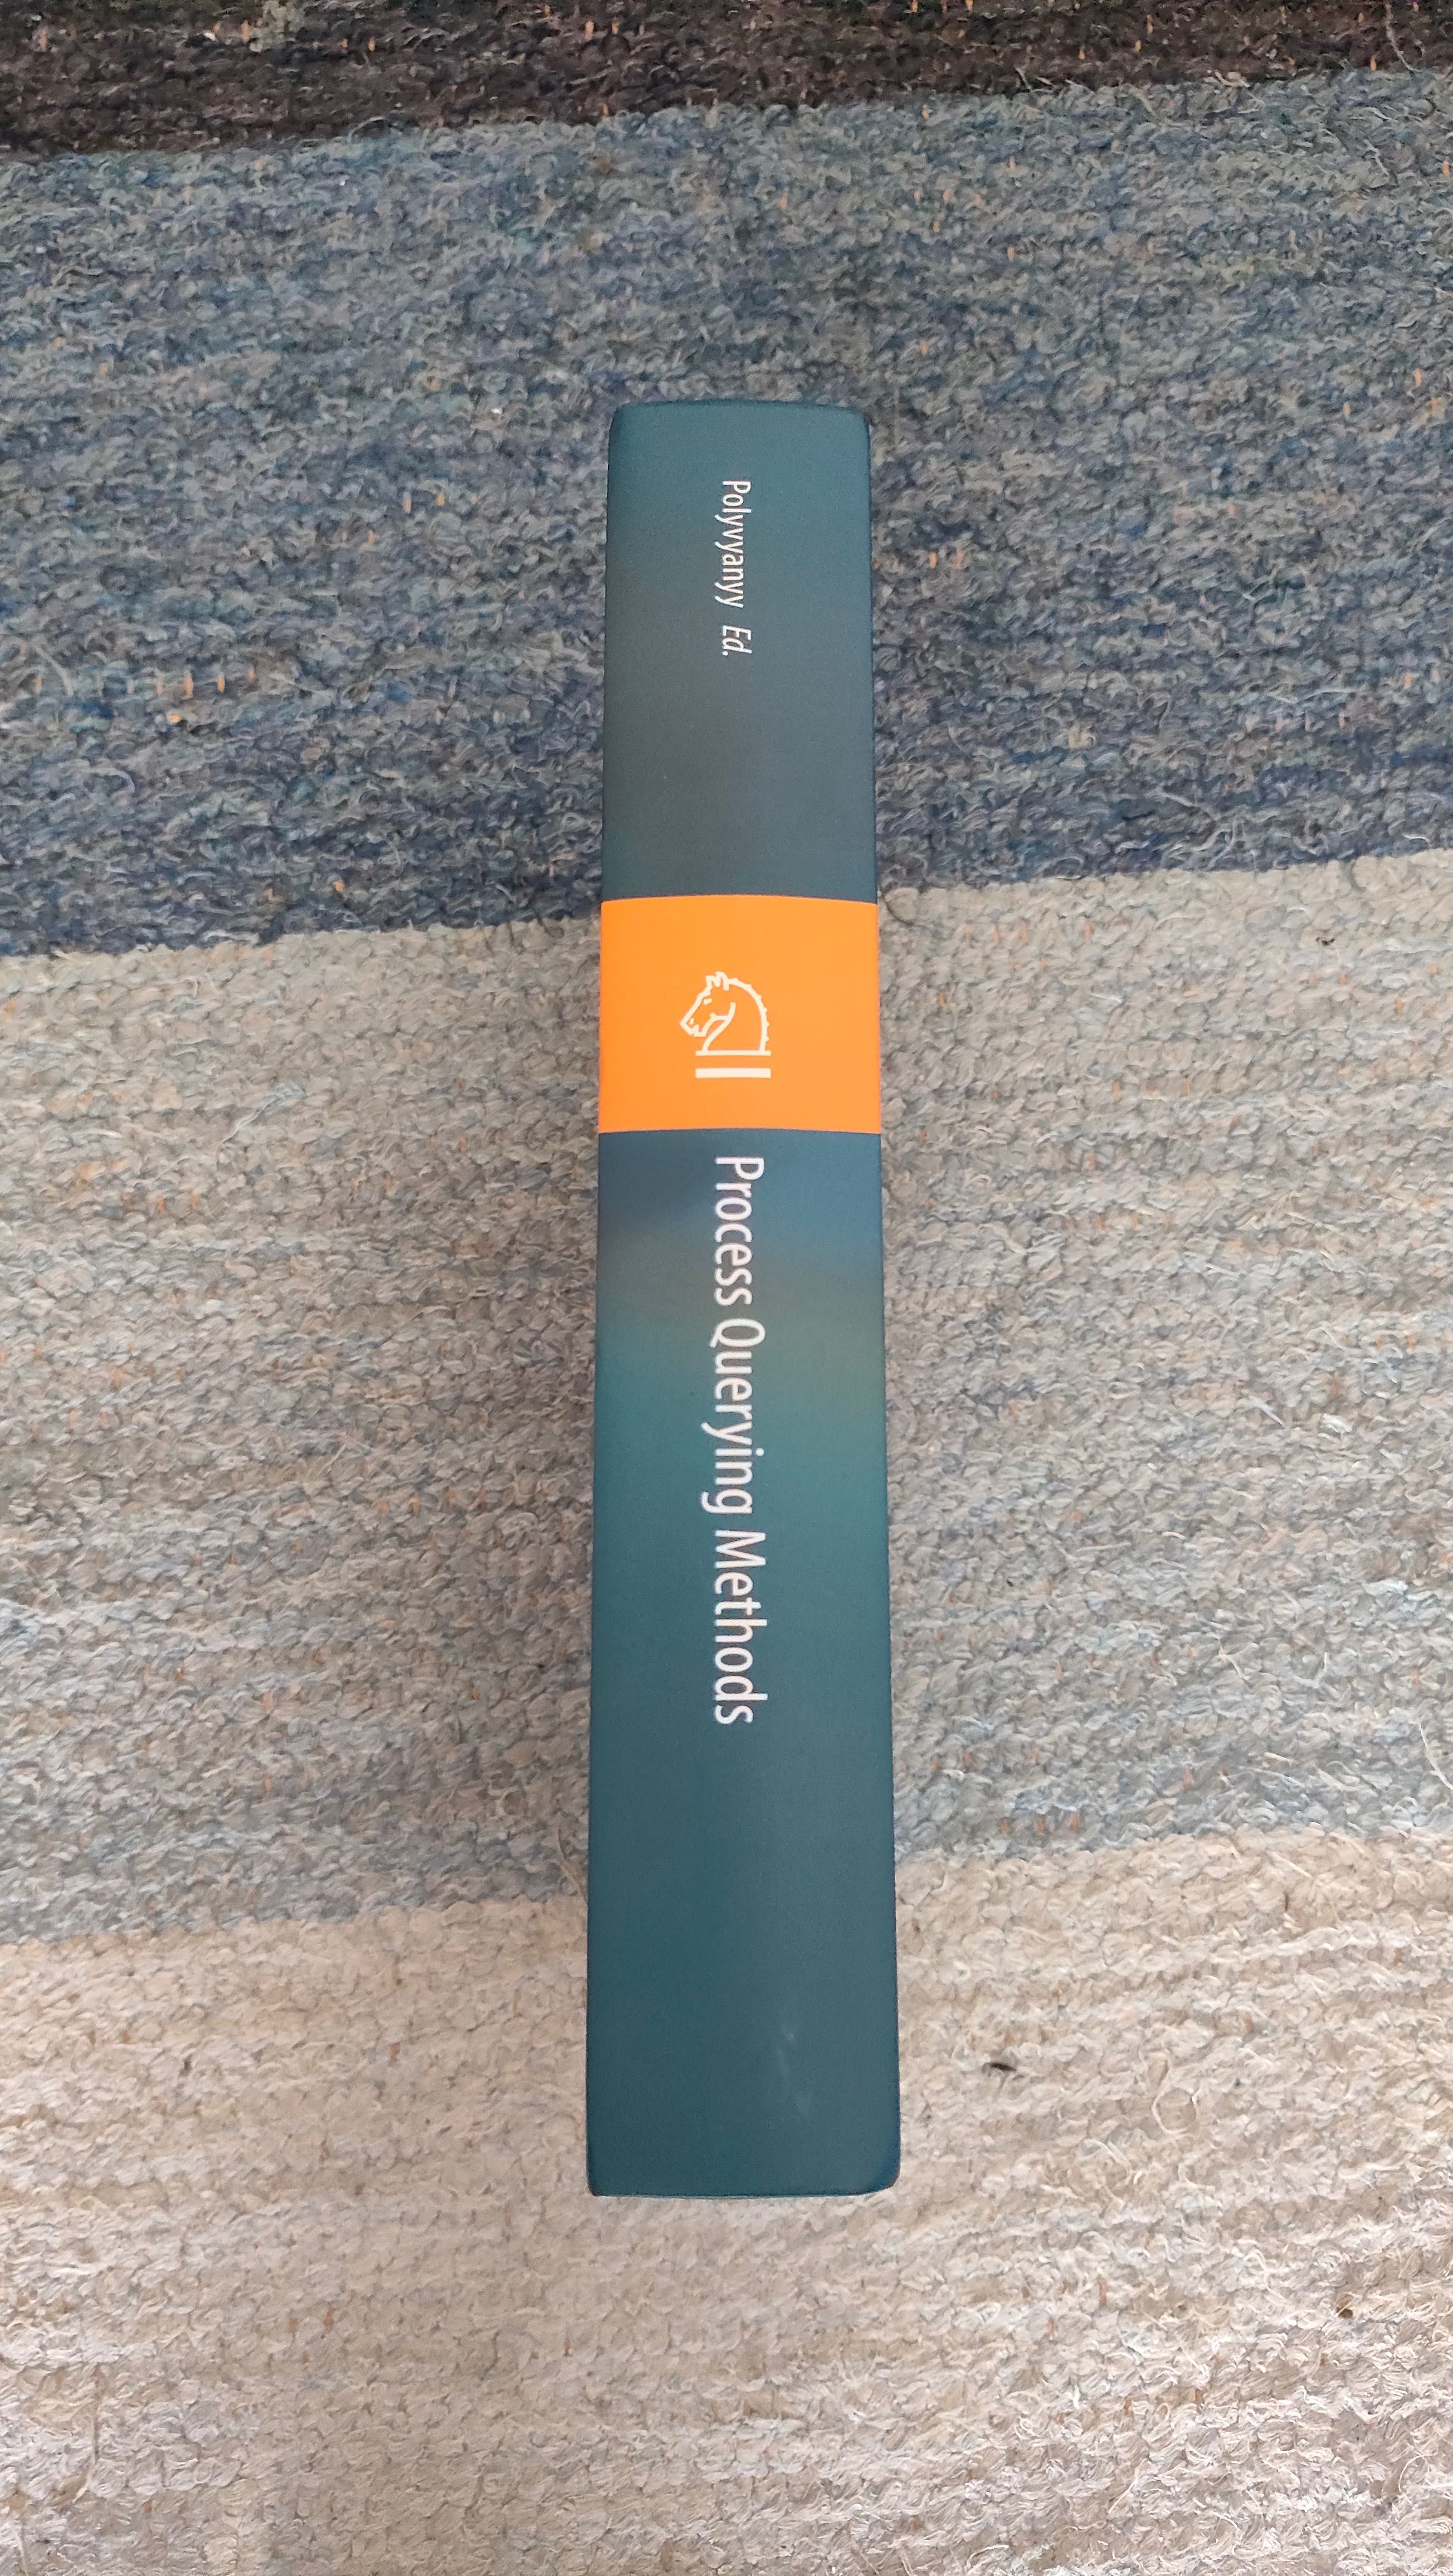 Polyvyanyy Ed.
Process Querying Methods